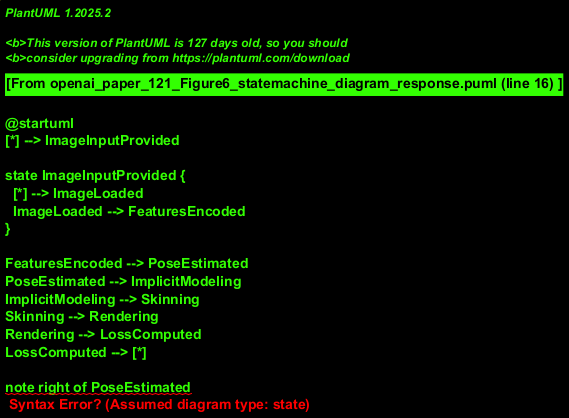 PlantUML 1.2025.2
<b>This version of PlantUML is 127 days old, so you should
<b>consider upgrading from https://plantuml.com/download
[From openai_paper_121_Figure6_statemachine_diagram_response.puml (line 16) ]
@startuml
[*] --> ImageInputProvided
state ImageInputProvided {
[*] --> ImageLoaded
ImageLoaded --> FeaturesEncoded
}
FeaturesEncoded --> PoseEstimated
PoseEstimated --> ImplicitModeling
ImplicitModeling --> Skinning
Skinning --> Rendering
Rendering --> LossComputed
LossComputed --> [*]
note right of PoseEstimated
Syntax Error? (Assumed diagram type: state)